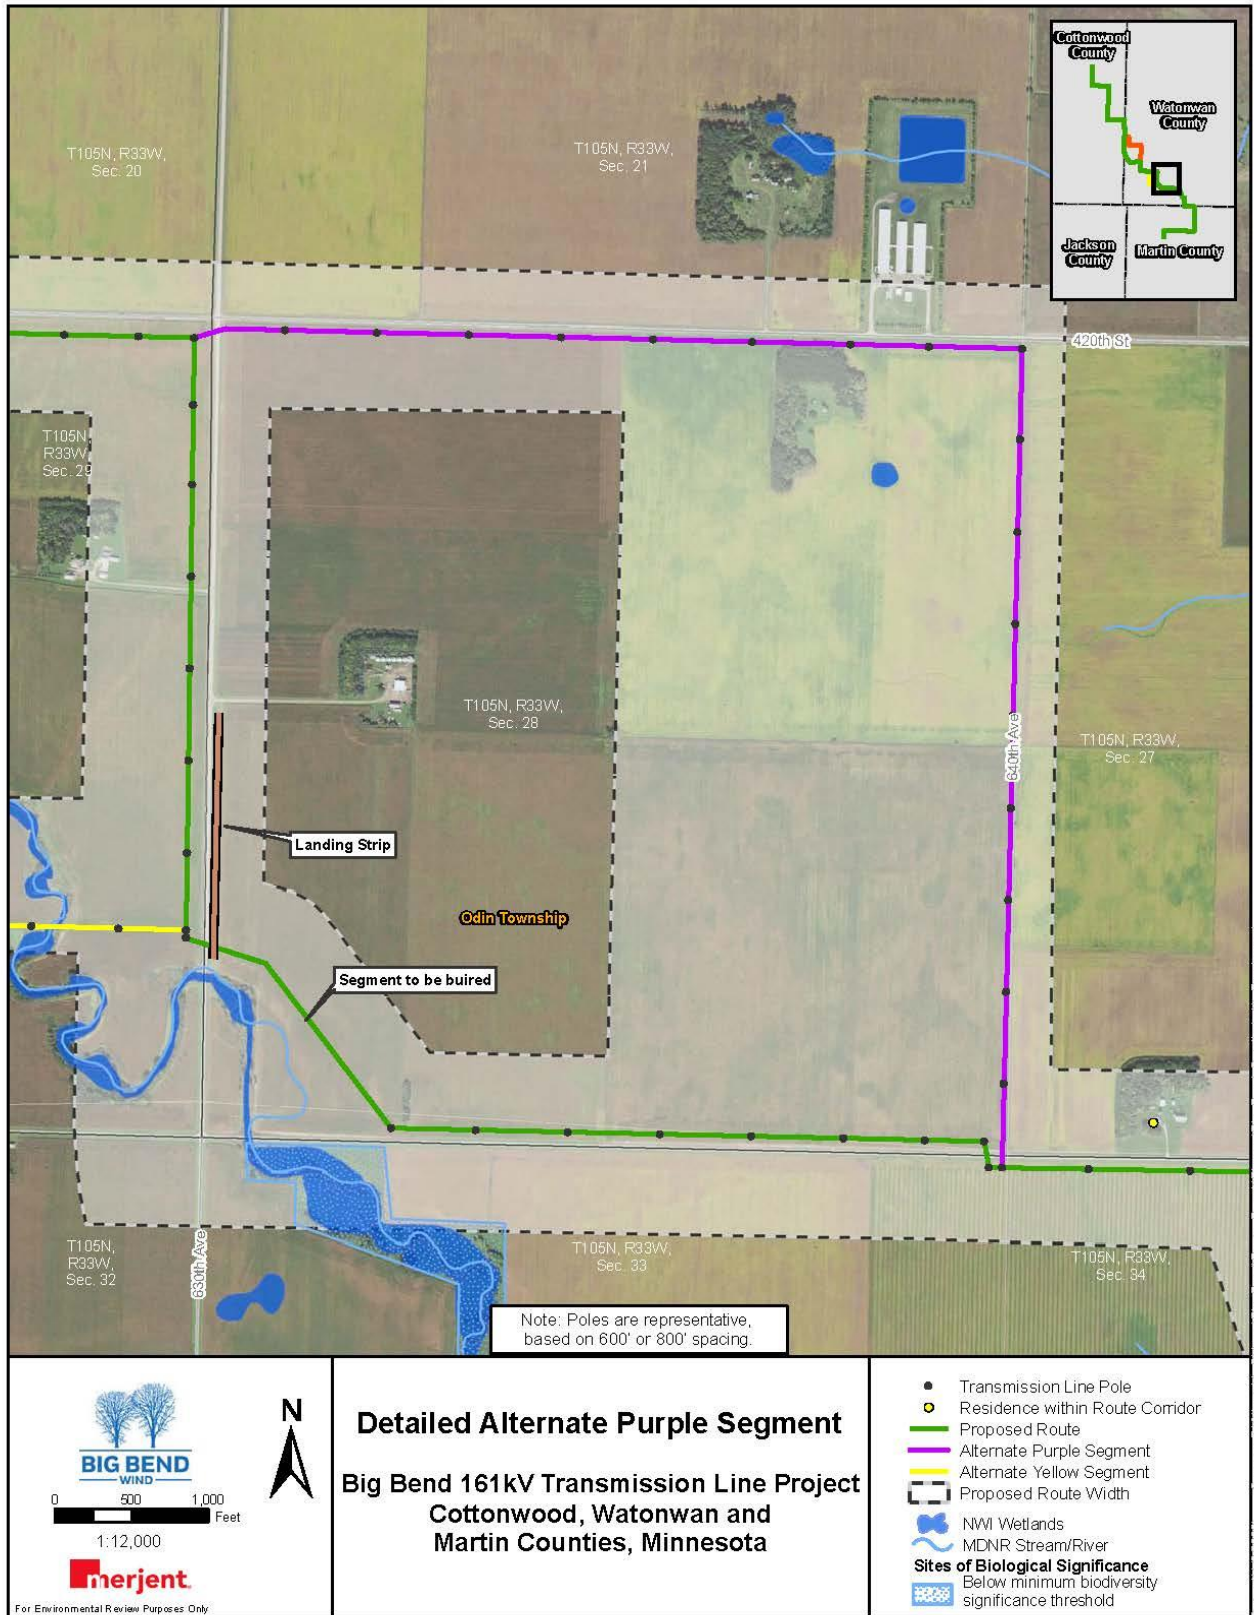 Cottonwood
County
Watonwan
County
Jackson
County
Martin County
T105N, R33W,
Sec. 20
T105N, R33W,
Sec. 21
420th St
T105N
R33W
Sec. 29
T105N, R33W,
Sec. 28
640th Ave
T105N, R33W,
Sec. 27
Landing Strip
Odin Township
Segment to be buired
630th Ave
T105N,
R33W,
Sec. 32
T105N, R33W,
Sec. 33
T105N, R33W,
Sec. 34
Note: Poles are representative,
based on 600' or 800' spacing.
BIG BEND
WIND
0 500 1,000
Feet
1:12,000
merjent.
For Environmental Review Purposes Only
N
Detailed Alternate Purple Segment
Big Bend 161kV Transmission Line Project
Cottonwood, Watonwan and
Martin Counties, Minnesota
Transmission Line Pole
Residence within Route Corridor
Proposed Route
Alternate Purple Segment
Alternate Yellow Segment
Proposed Route Width
NWI Wetlands
MDNR Stream/River
Sites of Biological Significance
Below minimum biodiversity
significance threshold